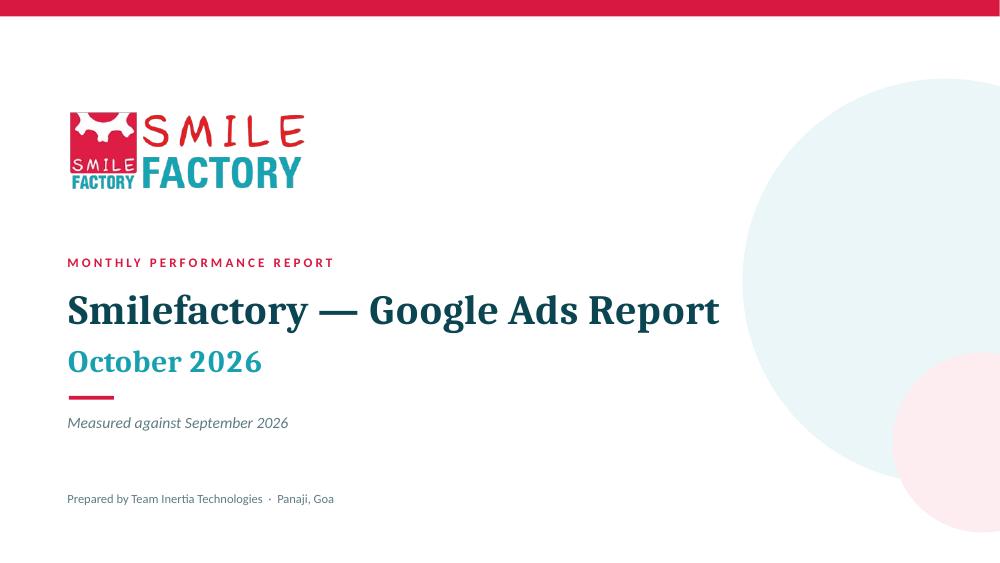 SMILE
FACTORY
SMILE
FACTORY
MONTHLY PERFORMANCE REPORT
Smilefactory — Google Ads Report
October 2026
Measured against September 2026
Prepared by Team Inertia Technologies · Panaji, Goa